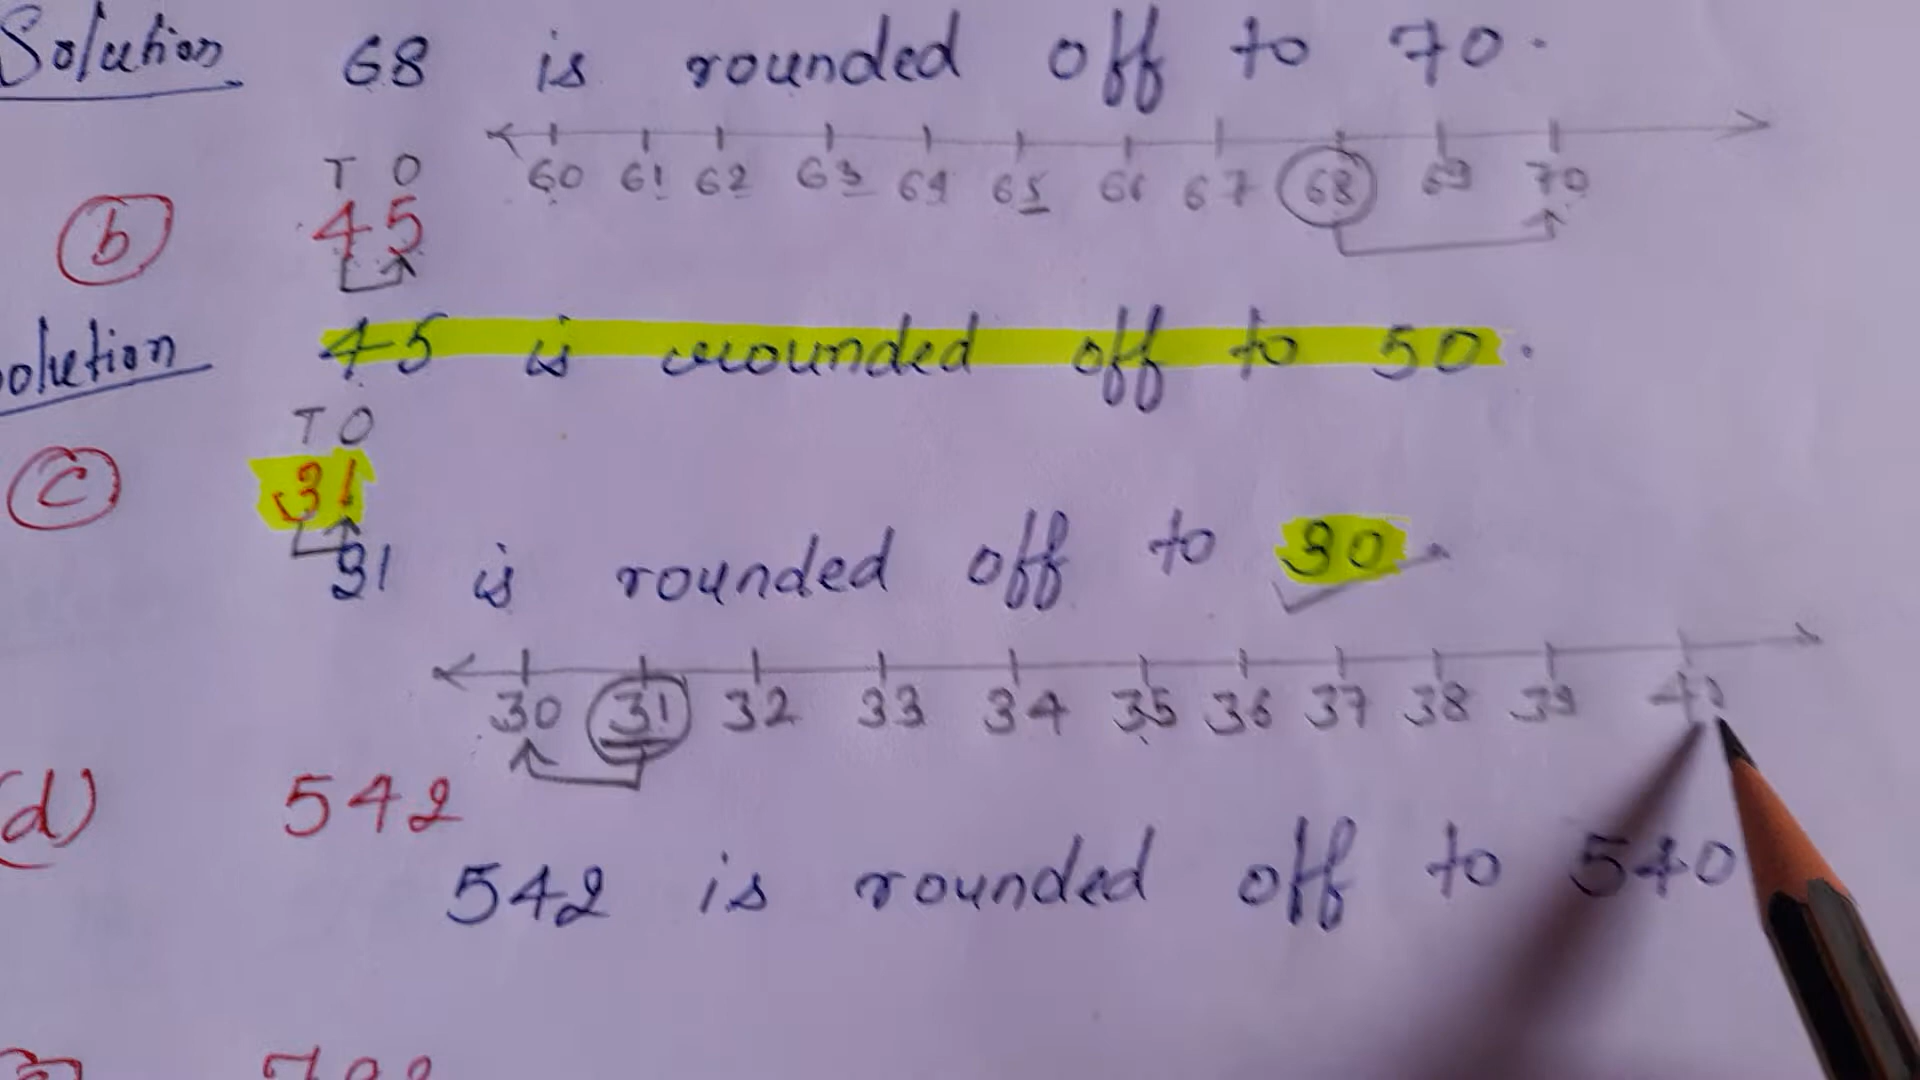 Solution 68 is rounded off to 70.
60 61 62 63 64 65 66 67 68 69 70
T O
(b) 45
olution 45 is rounded off to 50.
T O
(c) 31
31 is rounded off to 30.
30 31 32 33 34 35 36 37 38 39 40
(d) 542
542 is rounded off to 540